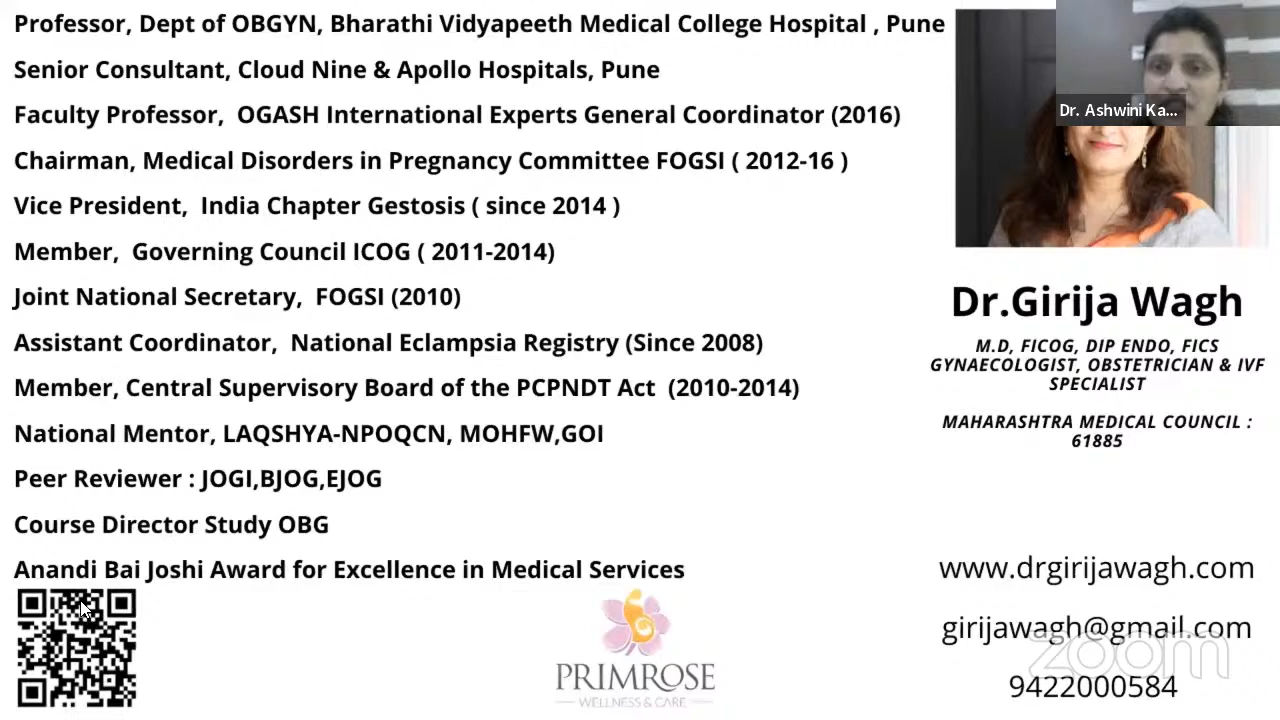 Professor, Dept of OBGYN, Bharathi Vidyapeeth Medical College Hospital , Pune
Senior Consultant, Cloud Nine & Apollo Hospitals, Pune
Faculty Professor, OGASH International Experts General Coordinator (2016)
Chairman, Medical Disorders in Pregnancy Committee FOGSI ( 2012-16 )
Vice President, India Chapter Gestosis ( since 2014 )
Member, Governing Council ICOG ( 2011-2014)
Joint National Secretary, FOGSI (2010)
Assistant Coordinator, National Eclampsia Registry (Since 2008)
Member, Central Supervisory Board of the PCPNDT Act (2010-2014)
National Mentor, LAQSHYA-NPOQCN, MOHFW,GOI
Peer Reviewer : JOGI,BJOG,EJOG
Course Director Study OBG
Anandi Bai Joshi Award for Excellence in Medical Services
PRIMROSE
WELLNESS & CARE
Dr. Ashwini Ka...
Dr.Girija Wagh
M.D, FICOG, DIP ENDO, FICS
GYNAECOLOGIST, OBSTETRICIAN & IVF
SPECIALIST
MAHARASHTRA MEDICAL COUNCIL :
61885
www.drgirijawagh.com
girijawagh@gmail.com
zoom
9422000584